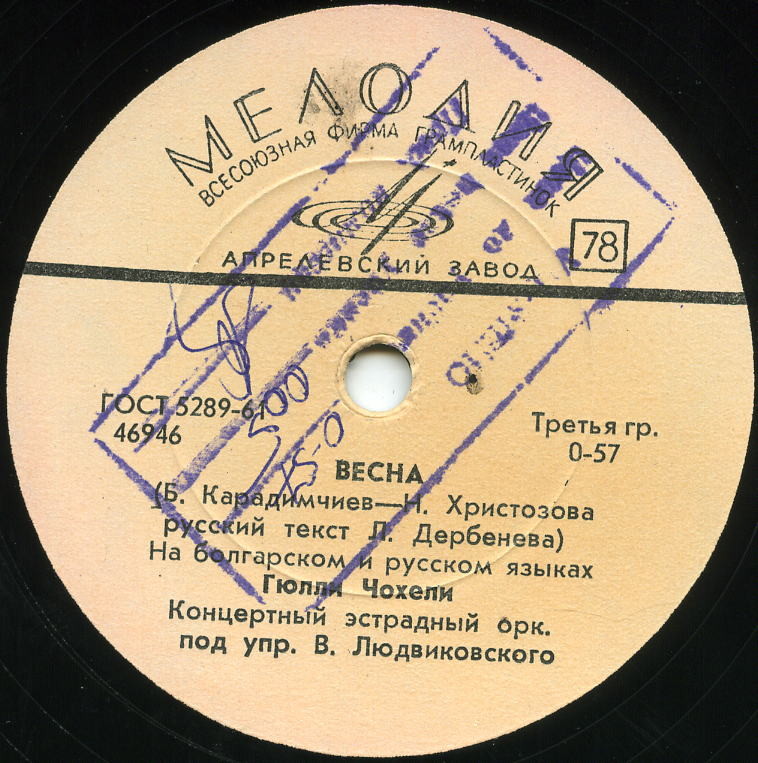 МЕЛОДИЯ
ВСЕСОЮЗНАЯ ФИРМА ГРАМПЛАСТИНОК
78
АПРЕЛЕВСКИЙ ЗАВОД
ГОСТ 5289-61
46946
Третья гр.
0-57
ВЕСНА
(Б. Карадимчиев—Н. Христозова
русский текст Л. Дербенева)
На болгарском и русском языках
Гюлли Чохели
Концертный эстрадный орк.
под упр. В. Людвиковского
500